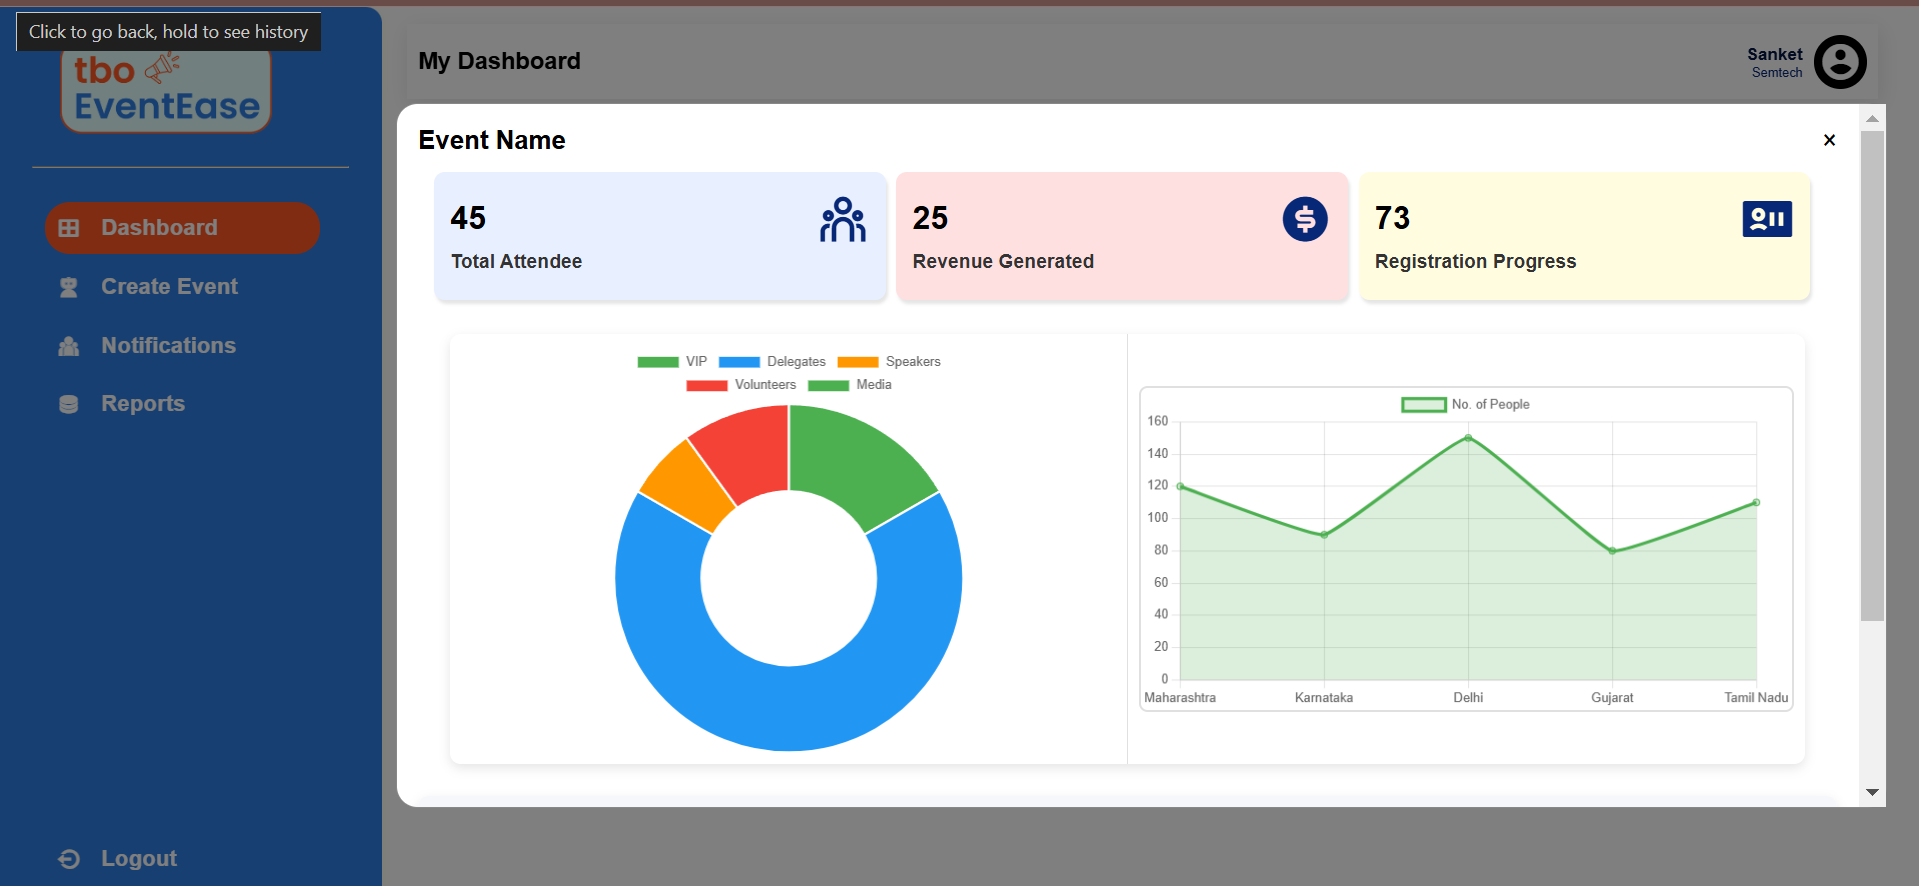 Click to go back, hold to see history
tbo
EventEase
Dashboard
Create Event
Notifications
Reports
Logout
My Dashboard
Sanket
Semtech
Event Name
×
45
Total Attendee
25
Revenue Generated
73
Registration Progress
VIP Delegates Speakers
Volunteers Media
No. of People
160
140
120
100
80
60
40
20
0
Maharashtra Karnataka Delhi Gujarat Tamil Nadu